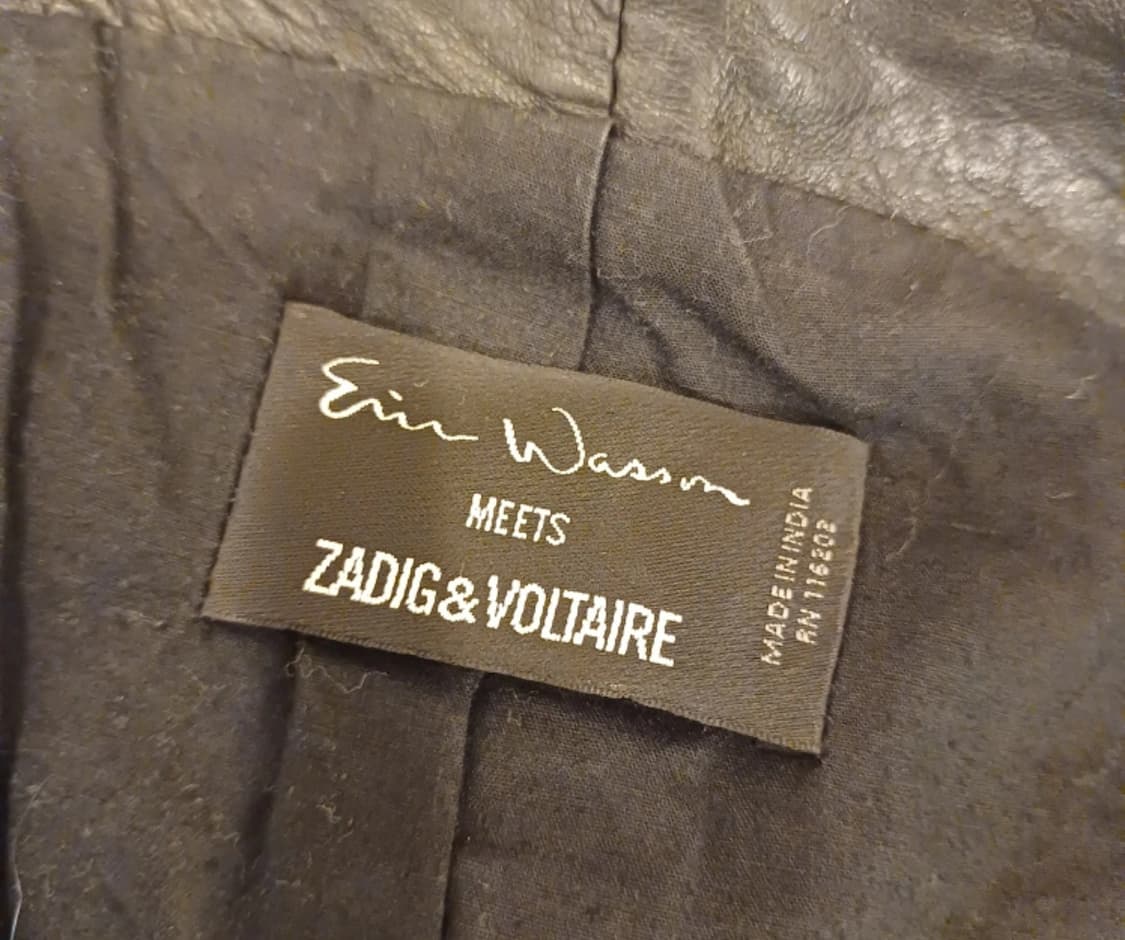 Erin Wasson
MEETS
ZADIG&VOLTAIRE
MADE IN INDIA
RN 116202